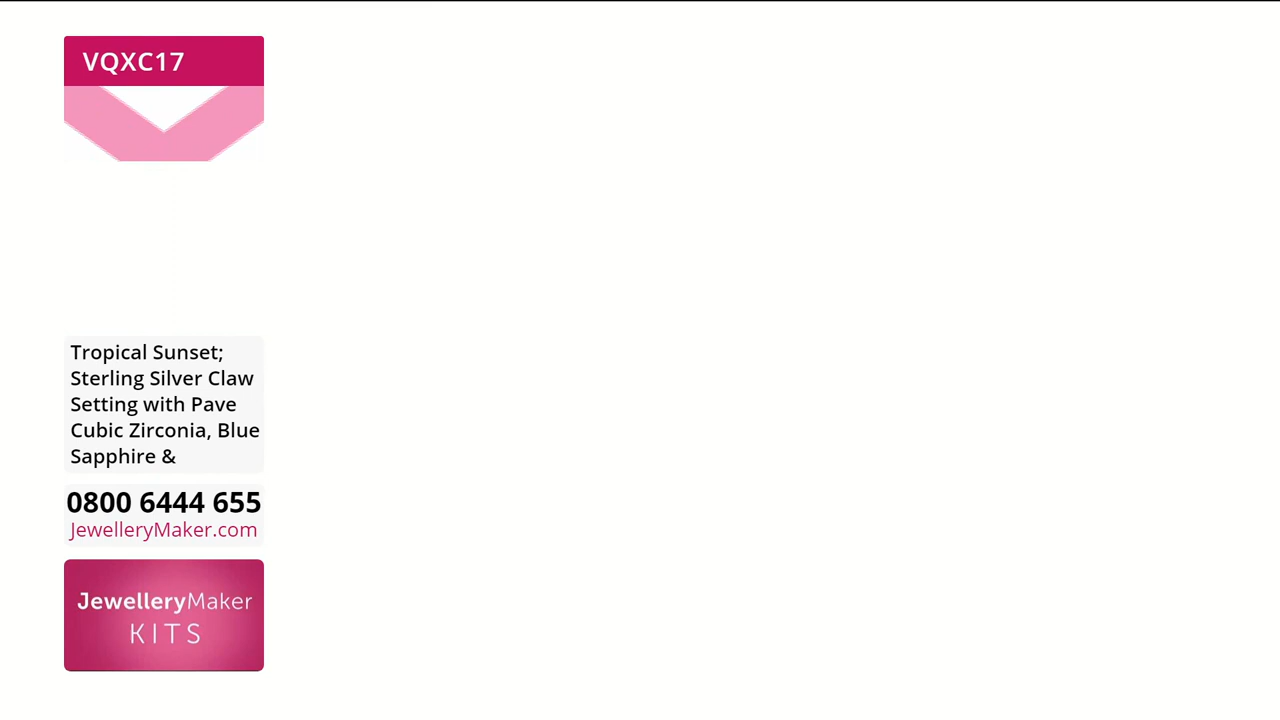 VQXC17
Tropical Sunset;
Sterling Silver Claw
Setting with Pave
Cubic Zirconia, Blue
Sapphire &
0800 6444 655
JewelleryMaker.com
JewelleryMaker
KITS